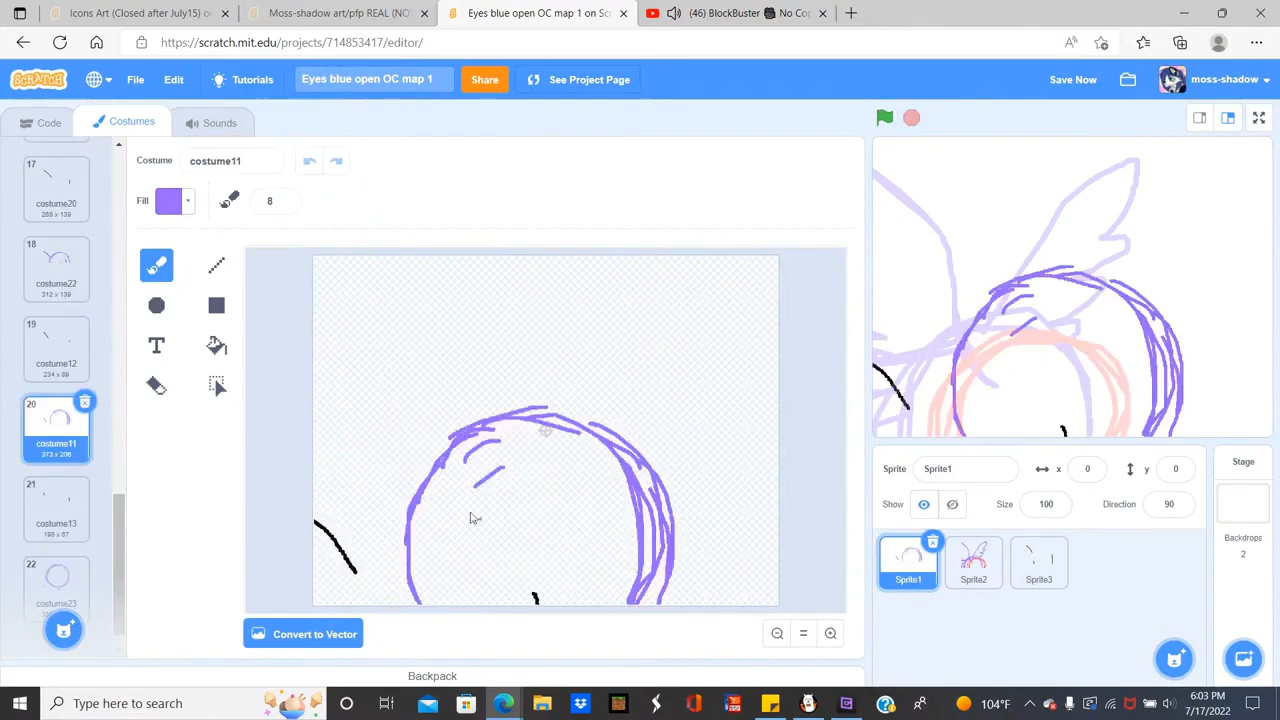 Icons Art (Closed after July15) o
Moss-shadow art/pfp REAL (NO
Eyes blue open OC map 1 on Scr
(46) BlockBuster No Cop
https://scratch.mit.edu/projects/714853417/editor/
SCRATCH
File
Edit
Tutorials
Eyes blue open OC map 1
Share
See Project Page
Save Now
moss-shadow
Code
Costumes
Sounds
17
costume20
268 x 139
18
costume22
312 x 139
19
costume12
234 x 89
20
costume11
373 x 206
21
costume13
198 x 67
22
costume23
Costume
costume11
Fill
8
T
Convert to Vector
Backpack
Sprite
Sprite1
x
0
y
0
Show
Size
100
Direction
90
Sprite1
Sprite2
Sprite3
Stage
Backdrops
2
Type here to search
104°F
6:03 PM
7/17/2022